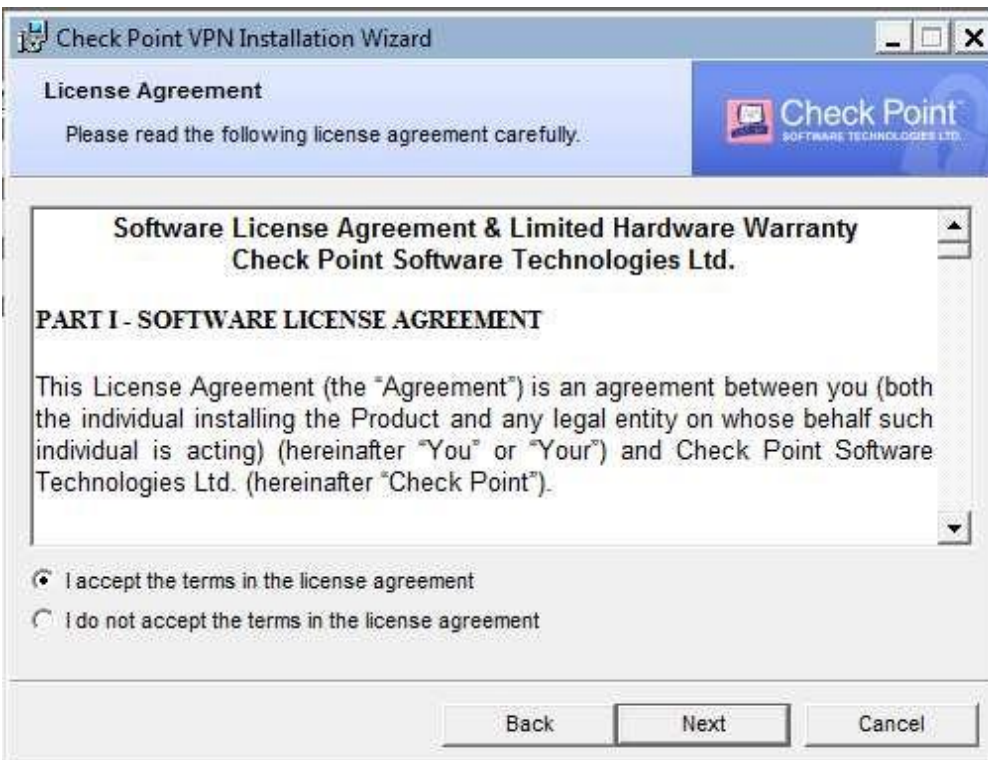 Check Point VPN Installation Wizard
License Agreement
Please read the following license agreement carefully.
Check Point™
SOFTWARE TECHNOLOGIES LTD.
Software License Agreement & Limited Hardware Warranty
Check Point Software Technologies Ltd.
PART I - SOFTWARE LICENSE AGREEMENT
This License Agreement (the “Agreement”) is an agreement between you (both
the individual installing the Product and any legal entity on whose behalf such
individual is acting) (hereinafter “You” or “Your”) and Check Point Software
Technologies Ltd. (hereinafter “Check Point”).
I accept the terms in the license agreement
I do not accept the terms in the license agreement
Back
Next
Cancel